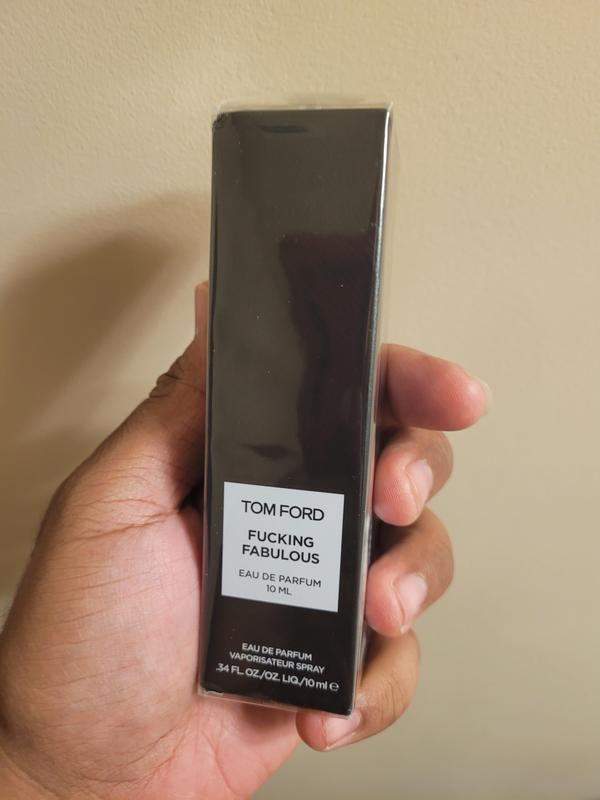 TOM FORD
FUCKING
FABULOUS
EAU DE PARFUM
10 ML
EAU DE PARFUM
VAPORISATEUR SPRAY
.34 FL. OZ./OZ. LIQ./10 ml ℮